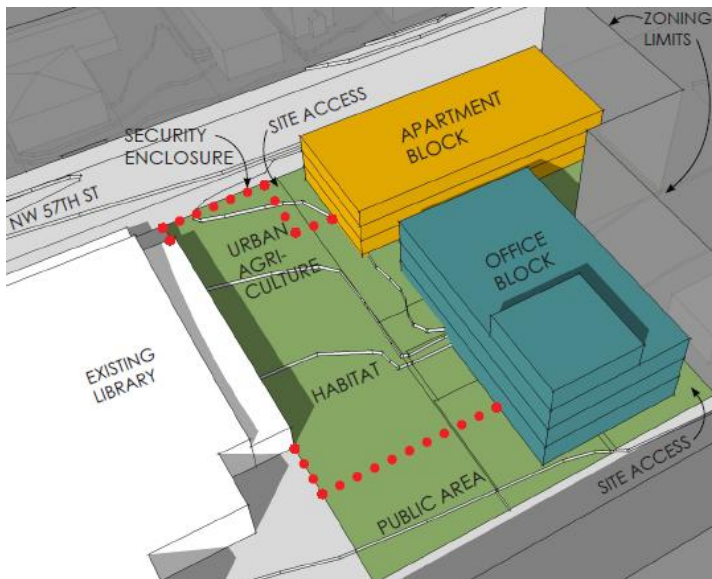 ZONING
LIMITS
SITE ACCESS
APARTMENT
BLOCK
SECURITY
ENCLOSURE
NW 57TH ST
URBAN
AGRI-
CULTURE
OFFICE
BLOCK
EXISTING
LIBRARY
HABITAT
PUBLIC AREA
SITE ACCESS